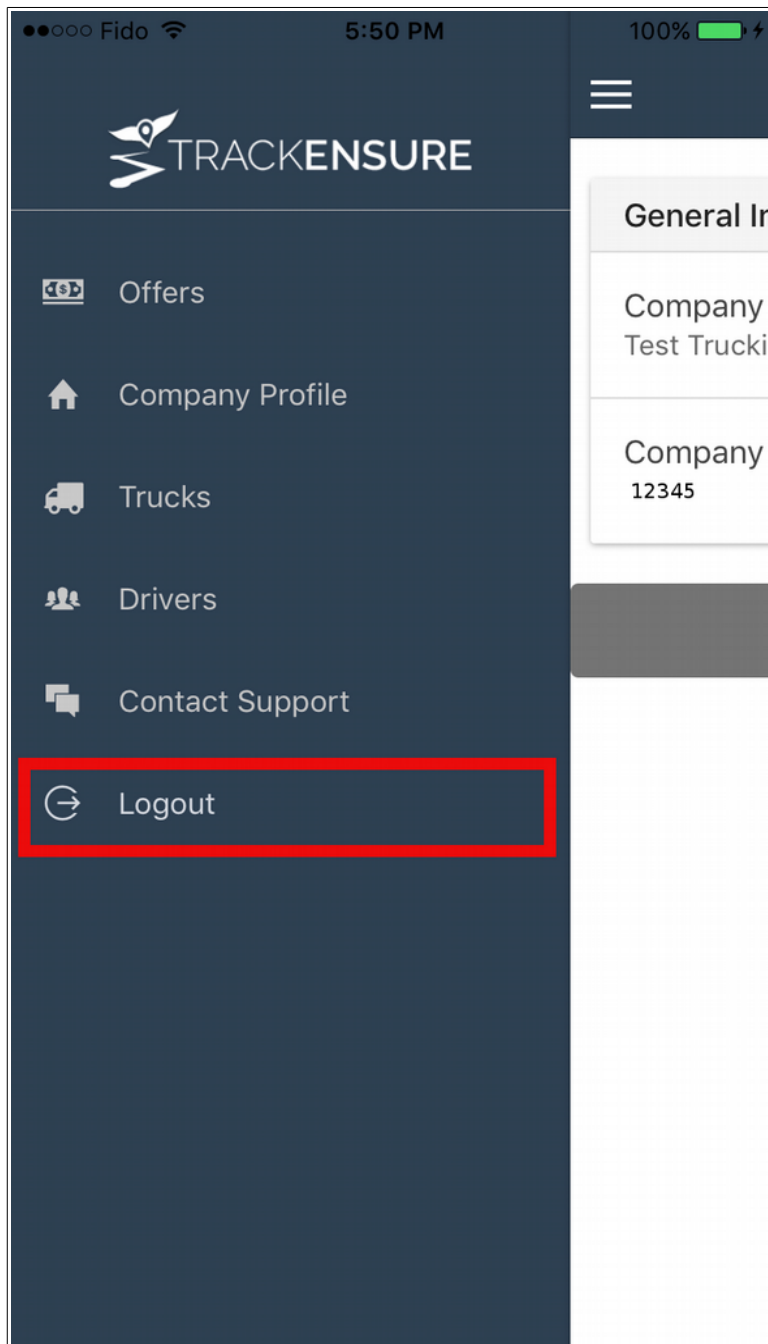 Fido 5:50 PM 100%
TRACKENSURE
Offers
Company Profile
Trucks
Drivers
Contact Support
Logout
General In
Company
Test Trucki
Company
12345